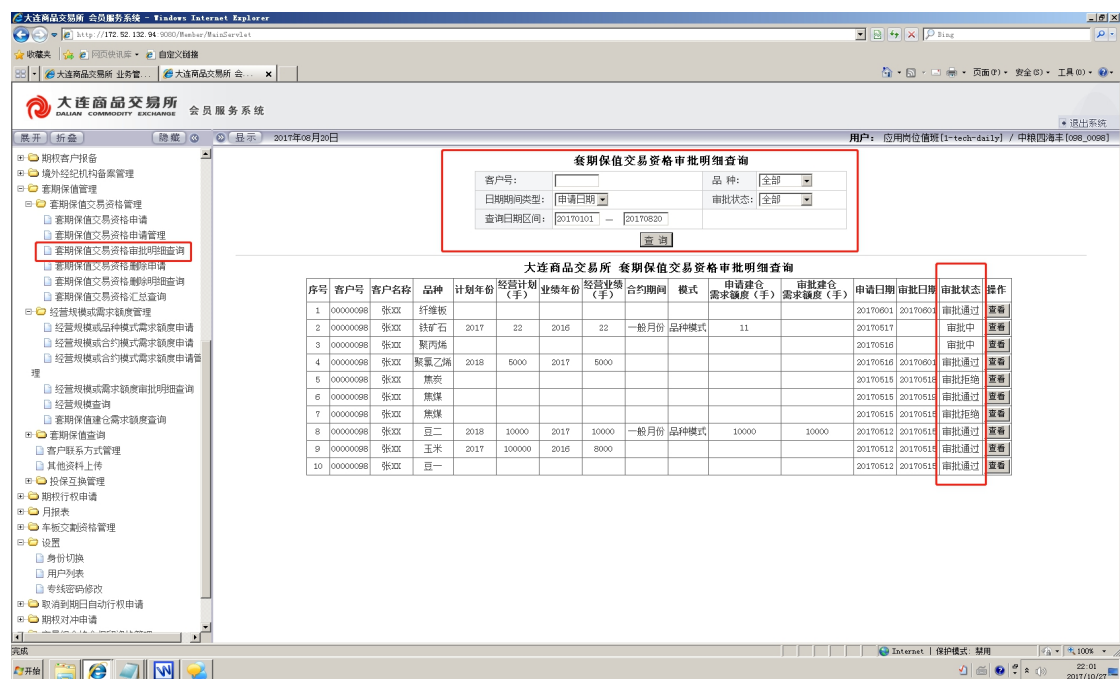 大连商品交易所 会员服务系统 - Windows Internet Explorer
http://172.52.132.94:9080/Member/MainServlet
Bing
收藏夹 网页快讯库 自定义链接
大连商品交易所 业务管... 大连商品交易所 会... x
页面(P) 安全(S) 工具(O)
大连商品交易所 会员服务系统
DALIAN COMMODITY EXCHANGE
退出系统
展开 折叠 隐藏 显示 2017年08月20日 用户: 应用岗位值班[1-tech-daily] / 中粮四海丰[098_0098]
期权客户报备
境外经纪机构备案管理
套期保值管理
套期保值交易资格管理
套期保值交易资格申请
套期保值交易资格申请管理
套期保值交易资格审批明细查询
套期保值交易资格删除申请
套期保值交易资格删除明细查询
套期保值交易资格汇总查询
经营规模或需求额度管理
经营规模或品种模式需求额度申请
经营规模或合约模式需求额度申请
经营规模或合约模式需求额度申请管
理
经营规模或需求额度审批明细查询
经营规模查询
套期保值建仓需求额度查询
套期保值查询
客户联系方式管理
其他资料上传
投保互换管理
期权行权申请
月报表
车板交割资格管理
设置
身份切换
用户列表
专线密码修改
取消到期日自动行权申请
期权对冲申请
套期保值交易资格审批明细查询
客户号: 品 种: 全部
日期期间类型: 申请日期 审批状态: 全部
查询日期区间: 20170101 — 20170820
查 询
大连商品交易所 套期保值交易资格审批明细查询
序号 客户号 客户名称 品种 计划年份 经营计划（手） 业绩年份 经营业绩（手） 合约期间 模式 申请建仓需求额度（手） 审批建仓需求额度（手） 申请日期 审批日期 审批状态 操作
1 00000098 张XX 纤维板 20170601 20170601 审批通过 查看
2 00000098 张XX 铁矿石 2017 22 2016 22 一般月份 品种模式 11 20170517 审批中 查看
3 00000098 张XX 聚丙烯 20170516 审批中 查看
4 00000098 张XX 聚氯乙烯 2018 5000 2017 5000 20170516 20170601 审批通过 查看
5 00000098 张XX 焦炭 20170515 20170518 审批拒绝 查看
6 00000098 张XX 焦煤 20170515 20170519 审批通过 查看
7 00000098 张XX 焦煤 20170515 20170515 审批拒绝 查看
8 00000098 张XX 豆二 2018 10000 2017 10000 一般月份 品种模式 10000 10000 20170512 20170512 审批通过 查看
9 00000098 张XX 玉米 2017 100000 2016 8000 20170512 20170515 审批通过 查看
10 00000098 张XX 豆一 20170512 20170515 审批通过 查看
完成 Internet | 保护模式: 禁用 100%
开始 22:01
2017/10/27